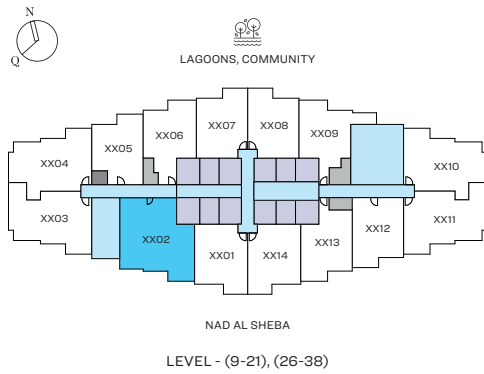 N
Q
LAGOONS, COMMUNITY
XX07 XX08
XX06 XX09
XX05
XX04 XX10
XX03 XX11
XX02 XX12
XX01 XX14 XX13
NAD AL SHEBA
LEVEL - (9-21), (26-38)